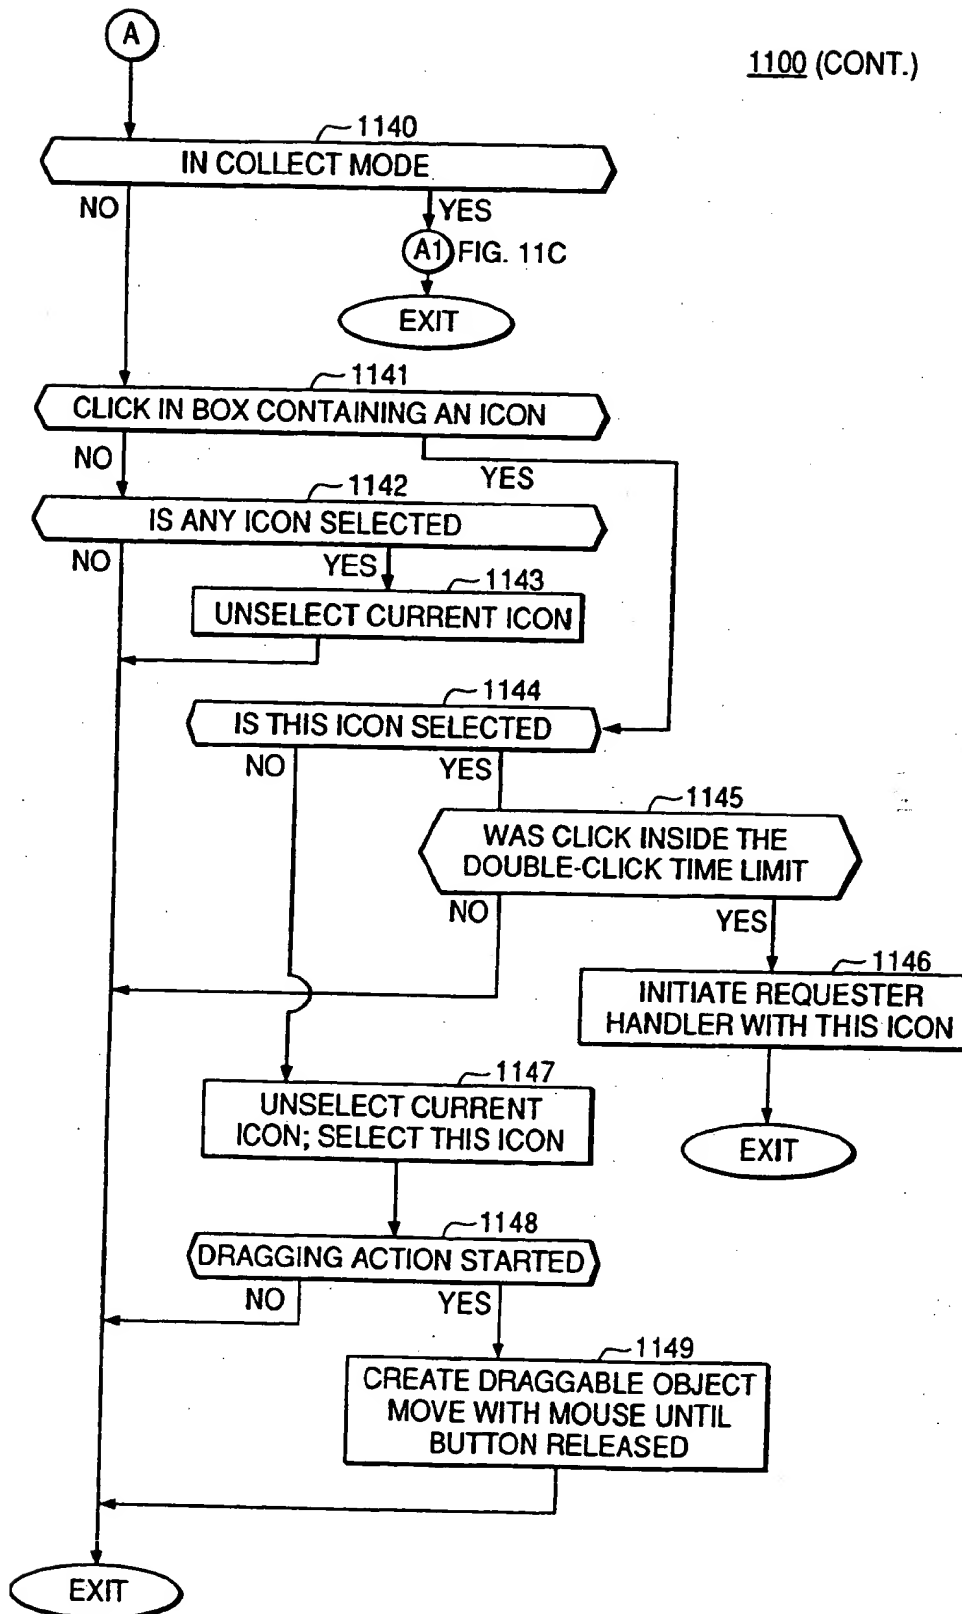 A
1100 (CONT.)
1140
IN COLLECT MODE
NO
YES
A1 FIG. 11C
EXIT
1141
CLICK IN BOX CONTAINING AN ICON
NO
YES
1142
IS ANY ICON SELECTED
NO
YES
1143
UNSELECT CURRENT ICON
1144
IS THIS ICON SELECTED
NO
YES
1145
WAS CLICK INSIDE THE
DOUBLE-CLICK TIME LIMIT
NO
YES
1146
INITIATE REQUESTER
HANDLER WITH THIS ICON
EXIT
1147
UNSELECT CURRENT
ICON; SELECT THIS ICON
1148
DRAGGING ACTION STARTED
NO
YES
1149
CREATE DRAGGABLE OBJECT
MOVE WITH MOUSE UNTIL
BUTTON RELEASED
EXIT